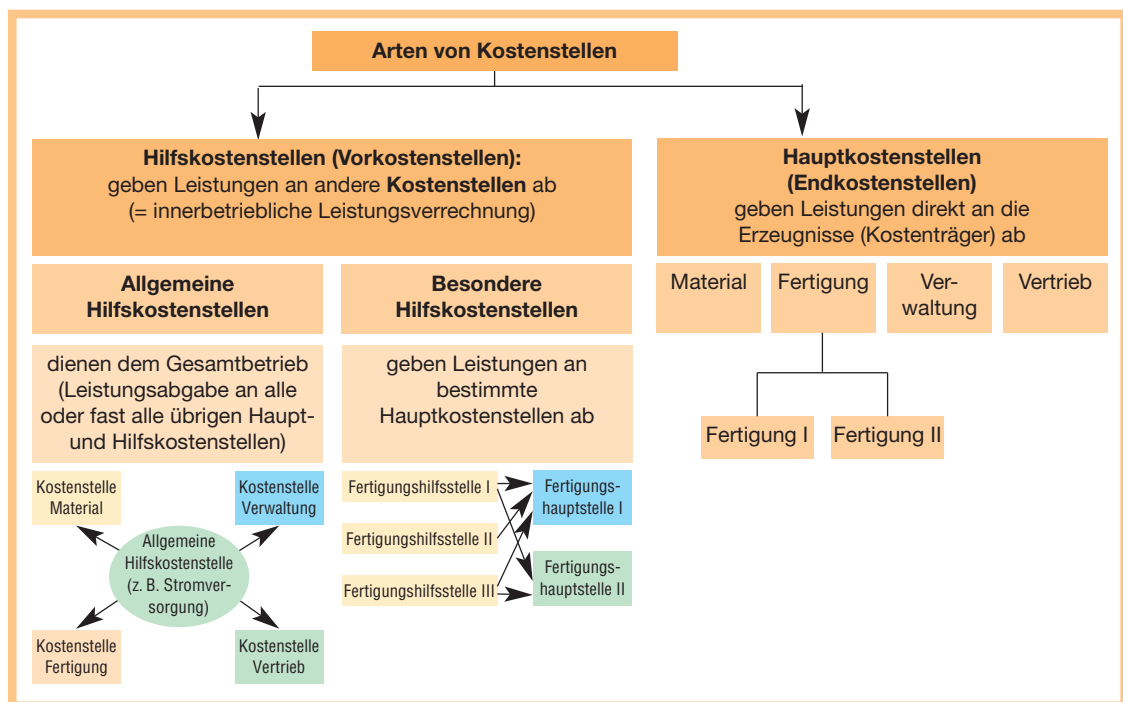 Arten von Kostenstellen
Hilfskostenstellen (Vorkostenstellen):
geben Leistungen an andere Kostenstellen ab
(= innerbetriebliche Leistungsverrechnung)
Hauptkostenstellen
(Endkostenstellen)
geben Leistungen direkt an die
Erzeugnisse (Kostenträger) ab
Allgemeine
Hilfskostenstellen
Besondere
Hilfskostenstellen
Material
Fertigung
Ver-
waltung
Vertrieb
dienen dem Gesamtbetrieb
(Leistungsabgabe an alle
oder fast alle übrigen Haupt-
und Hilfskostenstellen)
geben Leistungen an
bestimmte
Hauptkostenstellen ab
Fertigung I
Fertigung II
Kostenstelle
Material
Kostenstelle
Verwaltung
Allgemeine
Hilfskostenstelle
(z. B. Stromver-
sorgung)
Kostenstelle
Fertigung
Kostenstelle
Vertrieb
Fertigungshilfsstelle I
Fertigungshilfsstelle II
Fertigungshilfsstelle III
Fertigungs-
hauptstelle I
Fertigungs-
hauptstelle II